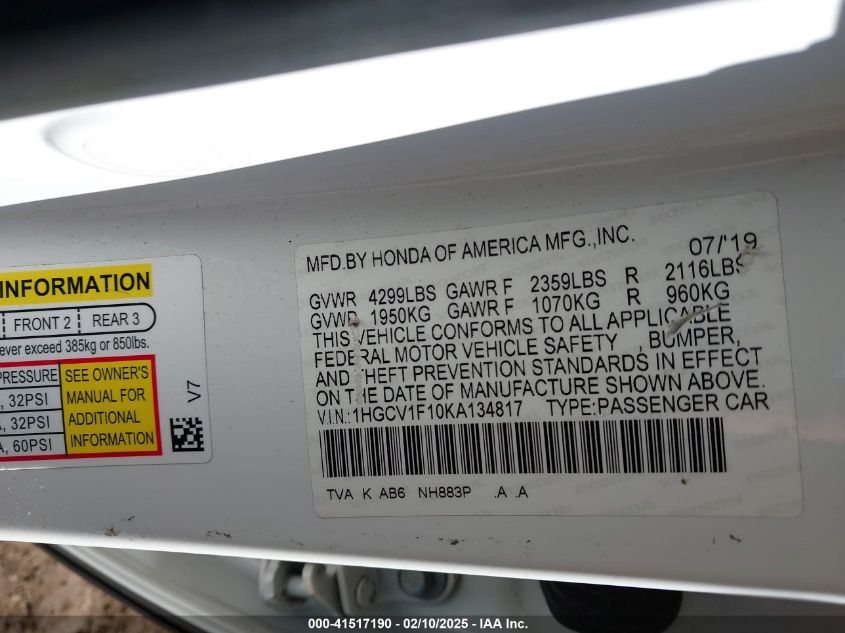 INFORMATION
FRONT 2 REAR 3
ever exceed 385kg or 850lbs.
PRESSURE
, 32PSI
A, 32PSI
A, 60PSI
SEE OWNER'S
MANUAL FOR
ADDITIONAL
INFORMATION
V7
MFD.BY HONDA OF AMERICA MFG.,INC. 07/'19
GVWR 4299LBS GAWR F 2359LBS R 2116LBS
GVWR 1950KG GAWR F 1070KG R 960KG
THIS VEHICLE CONFORMS TO ALL APPLICABLE
FEDERAL MOTOR VEHICLE SAFETY , BUMPER,
AND THEFT PREVENTION STANDARDS IN EFFECT
ON THE DATE OF MANUFACTURE SHOWN ABOVE.
V.I.N.:1HGCV1F10KA134817 TYPE:PASSENGER CAR
TVA K AB6 NH883P .A .A
000-41517190 - 02/10/2025 - IAA Inc.